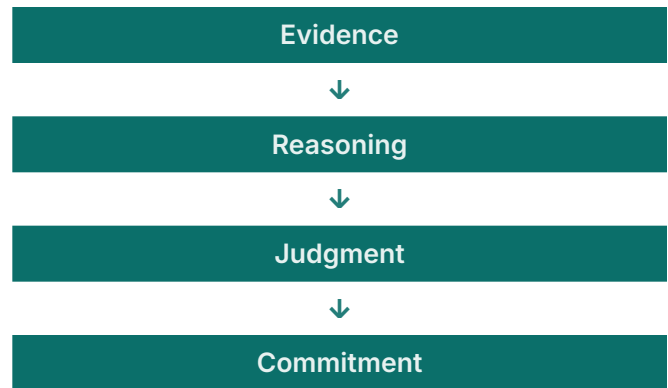 Evidence
↓
Reasoning
↓
Judgment
↓
Commitment